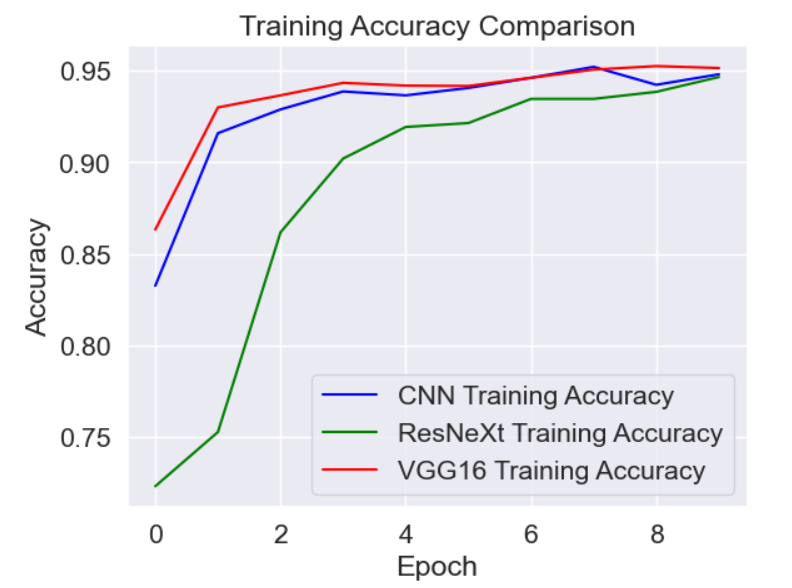 Training Accuracy Comparison
Accuracy
0.95
0.90
0.85
0.80
0.75
CNN Training Accuracy
ResNeXt Training Accuracy
VGG16 Training Accuracy
0 2 4 6 8
Epoch